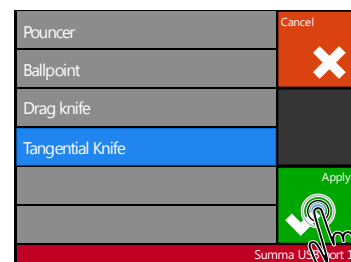 Pouncer
Cancel
Ballpoint
Drag knife
Tangential Knife
Apply
Summa USB port 1